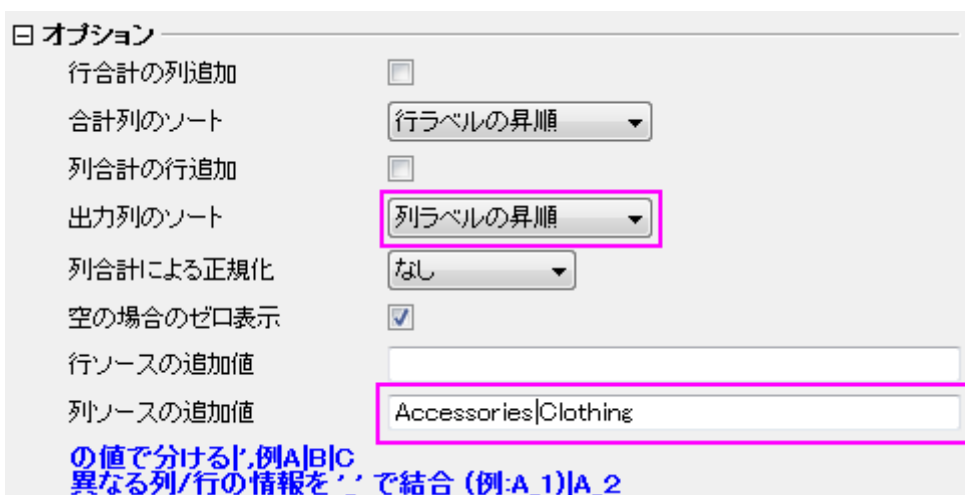 オプション
行合計の列追加
合計列のソート 行ラベルの昇順
列合計の行追加
出力列のソート 列ラベルの昇順
列合計による正規化 なし
空の場合のゼロ表示
行ソースの追加値
列ソースの追加値 Accessories|Clothing
の値で分ける|',例A|B|C
異なる列/行の情報を '_' で結合 (例:A_1)|A_2